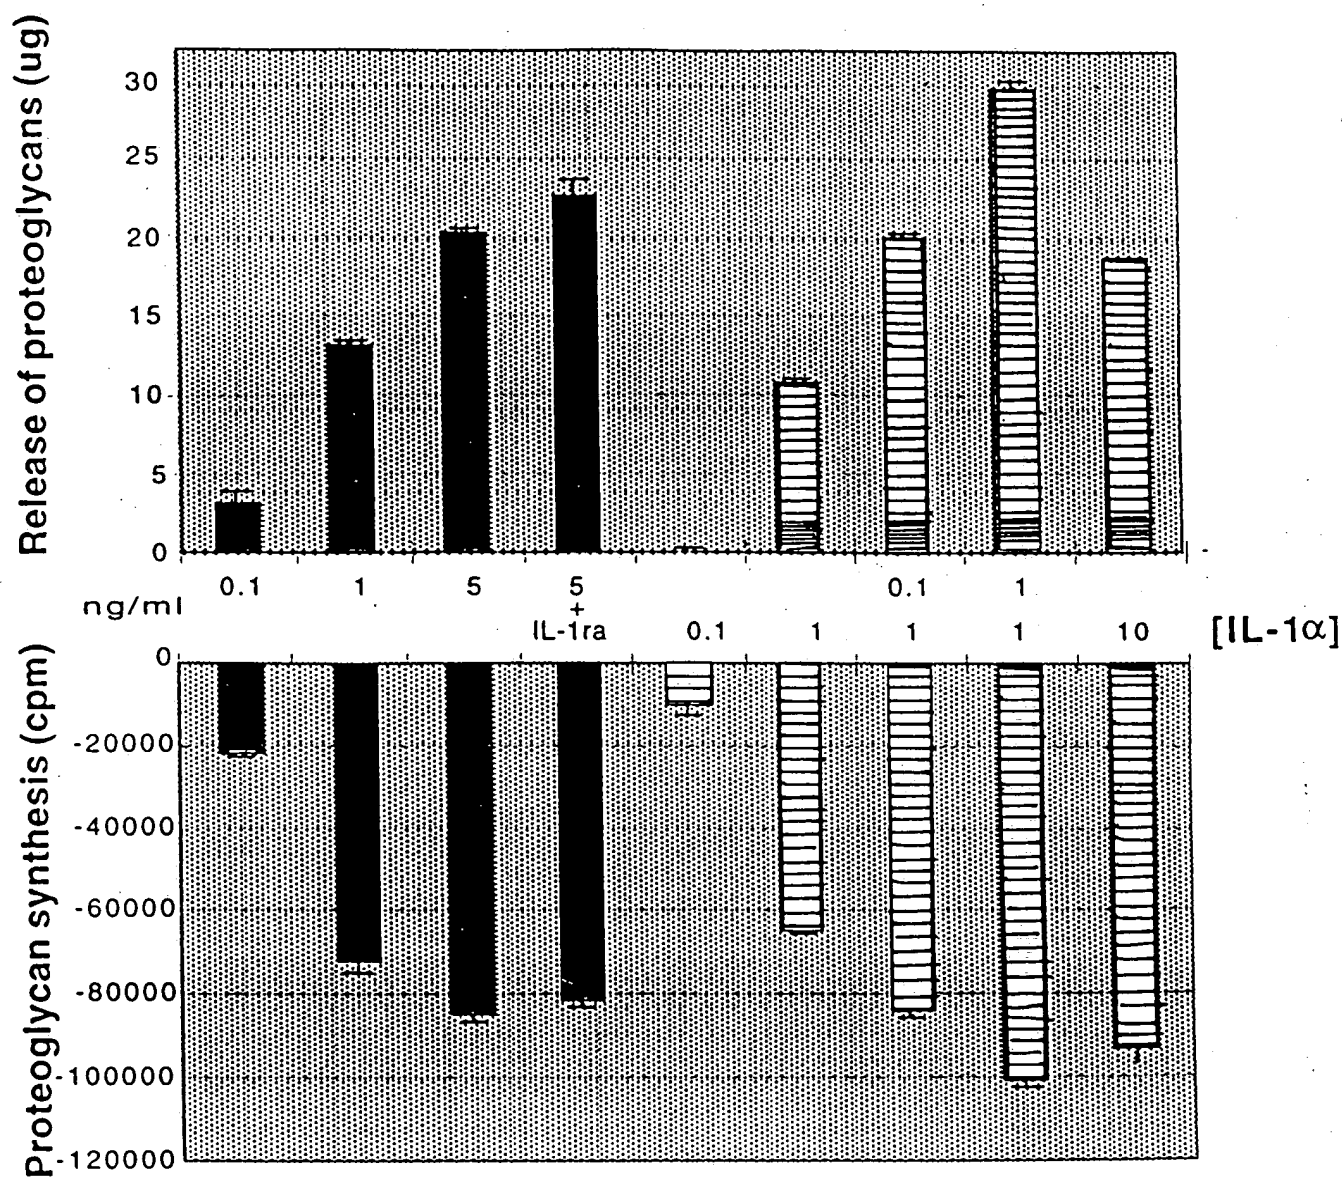 Release of proteoglycans (ug)
30
25
20
15
10
5
0
0.1 1 5 5 0.1 1
ng/ml +
IL-1ra 0.1 1 1 1 10 [IL-1α]
Proteoglycan synthesis (cpm)
0
-20000
-40000
-60000
-80000
-100000
-120000